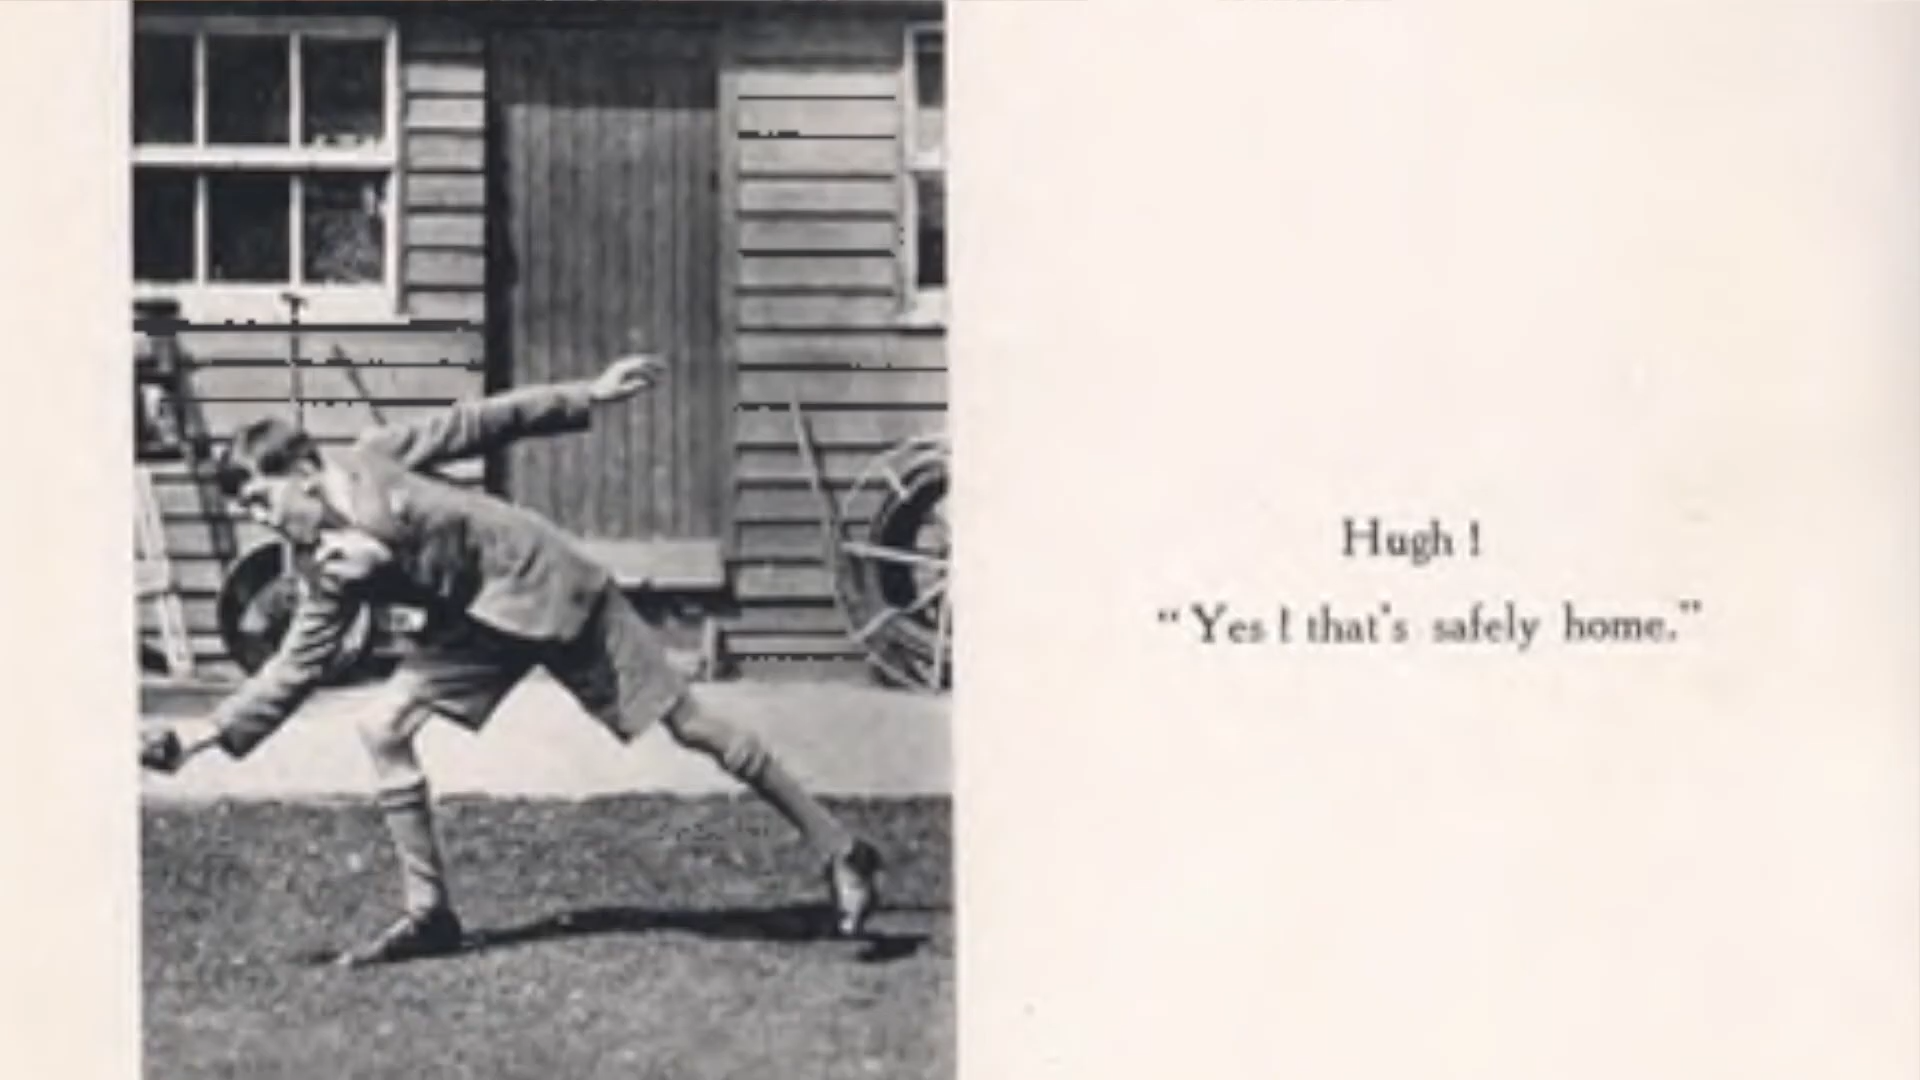 Hugh !
“ Yes ! that's safely home.”